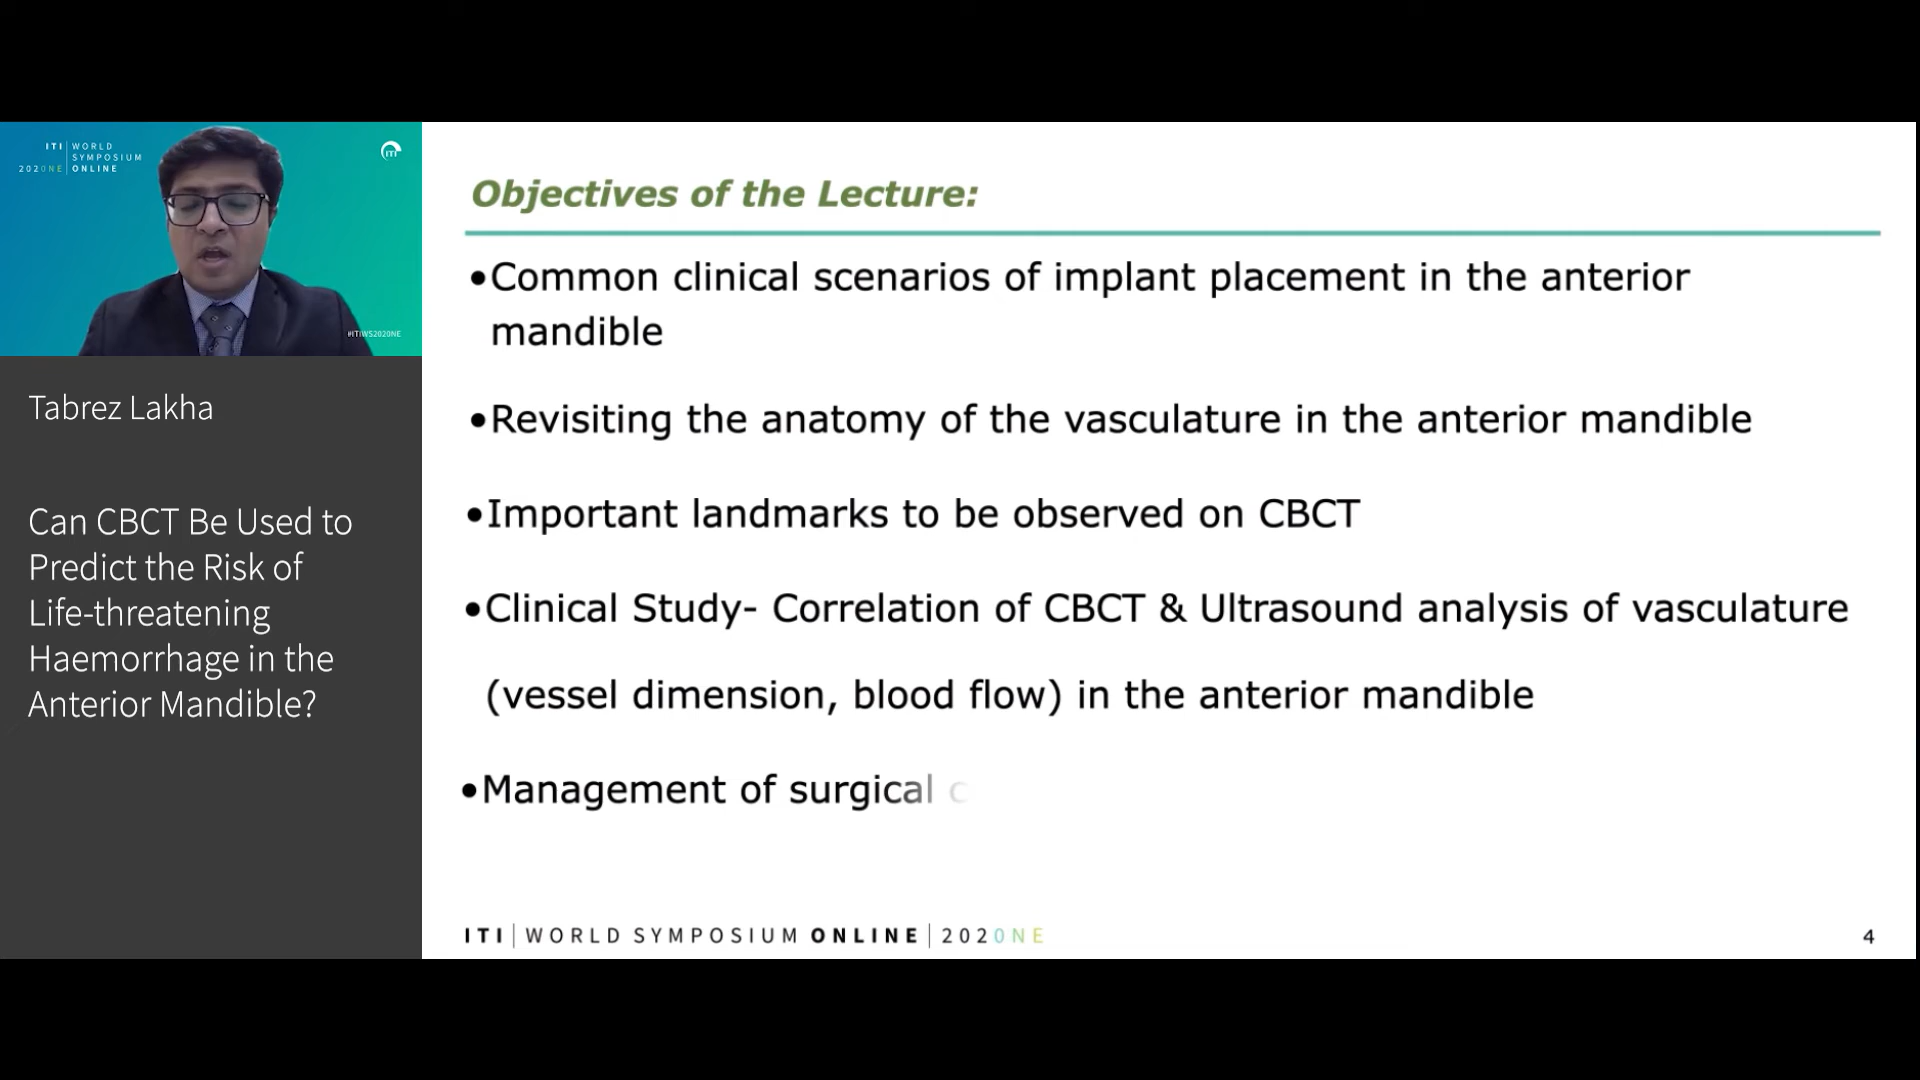 ITI WORLD
SYMPOSIUM
2020NE ONLINE
iTi
#ITIWS2020NE
Tabrez Lakha
Can CBCT Be Used to
Predict the Risk of
Life-threatening
Haemorrhage in the
Anterior Mandible?
Objectives of the Lecture:
•Common clinical scenarios of implant placement in the anterior
mandible
•Revisiting the anatomy of the vasculature in the anterior mandible
•Important landmarks to be observed on CBCT
•Clinical Study- Correlation of CBCT & Ultrasound analysis of vasculature
(vessel dimension, blood flow) in the anterior mandible
•Management of surgical c
ITI | WORLD SYMPOSIUM ONLINE | 2020NE
4